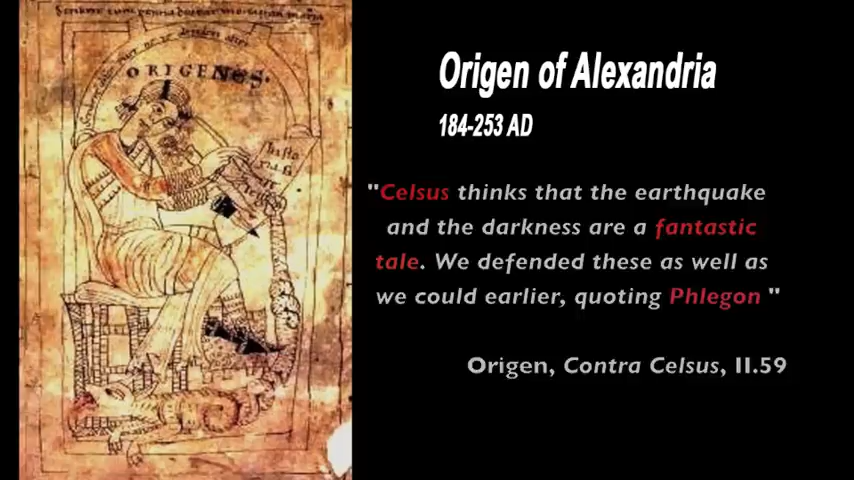 ORIGENES.
Origen of Alexandria
184-253 AD
"Celsus thinks that the earthquake
and the darkness are a fantastic
tale. We defended these as well as
we could earlier, quoting Phlegon "
Origen, Contra Celsus, II.59